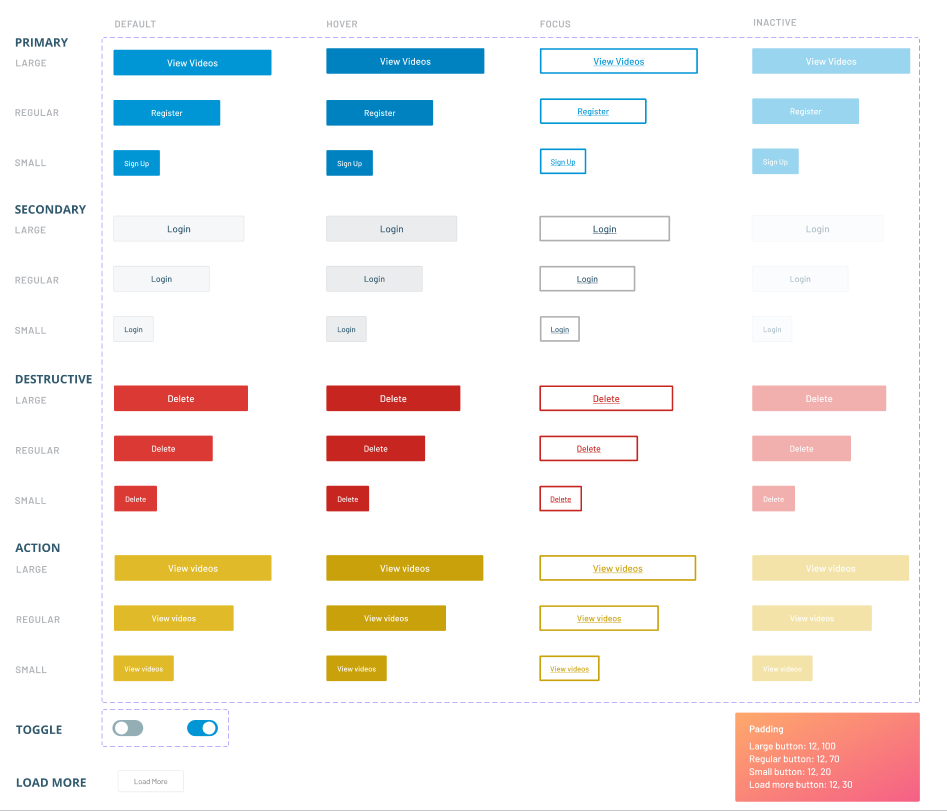 DEFAULT HOVER FOCUS INACTIVE
PRIMARY
LARGE View Videos View Videos View Videos View Videos
REGULAR Register Register Register Register
SMALL Sign Up Sign Up Sign Up Sign Up
SECONDARY
LARGE Login Login Login Login
REGULAR Login Login Login Login
SMALL Login Login Login Login
DESTRUCTIVE
LARGE Delete Delete Delete Delete
REGULAR Delete Delete Delete Delete
SMALL Delete Delete Delete Delete
ACTION
LARGE View videos View videos View videos View videos
REGULAR View videos View videos View videos View videos
SMALL View videos View videos View videos View videos
TOGGLE
LOAD MORE Load More
Padding
Large button: 12, 100
Regular button: 12, 70
Small button: 12, 20
Load more button: 12, 30